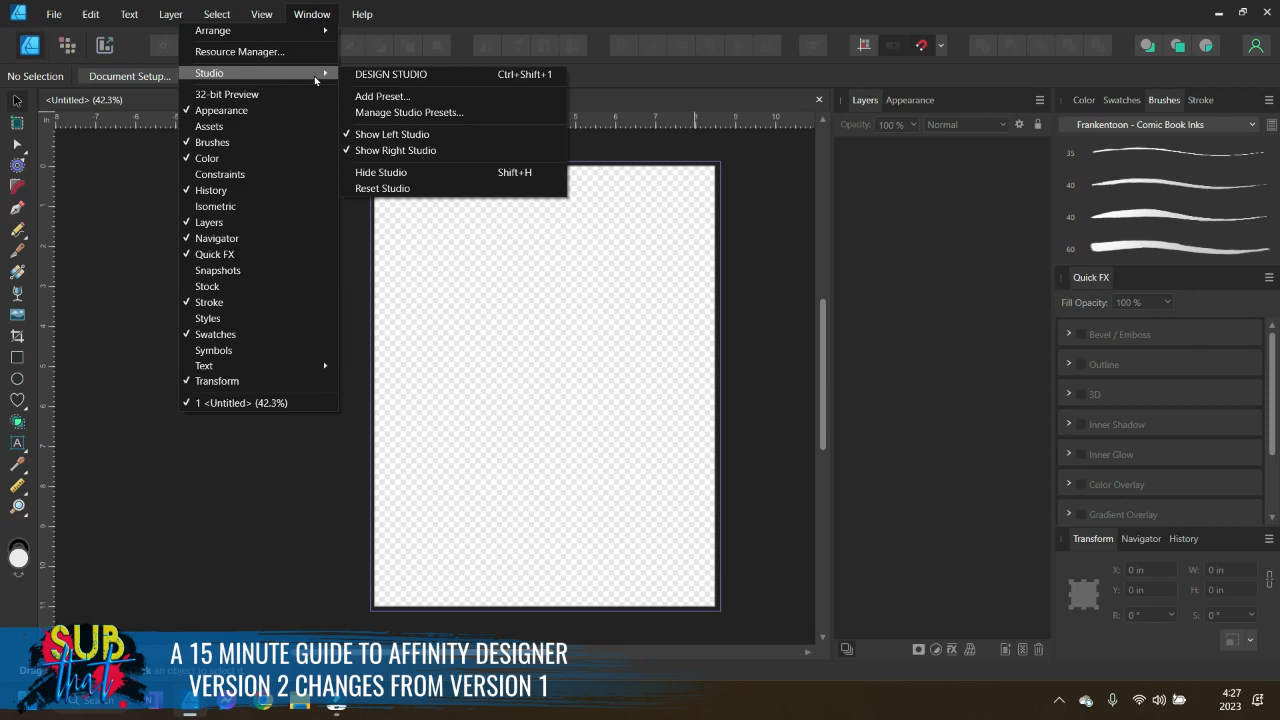 File Edit Text Layer Select View Window Help
No Selection Document Setup...
<Untitled> (42.3%)
Arrange
Resource Manager...
Studio
32-bit Preview
Appearance
Assets
Brushes
Color
Constraints
History
Isometric
Layers
Navigator
Quick FX
Snapshots
Stock
Stroke
Styles
Swatches
Symbols
Text
Transform
1 <Untitled> (42.3%)
DESIGN STUDIO Ctrl+Shift+1
Add Preset...
Manage Studio Presets...
Show Left Studio
Show Right Studio
Hide Studio Shift+H
Reset Studio
Layers Appearance
Opacity: 100 % Normal
Color Swatches Brushes Stroke
Frankentoon - Comic Book Inks
35
40
40
60
Quick FX
Fill Opacity: 100 %
Bevel / Emboss
Outline
3D
Inner Shadow
Inner Glow
Color Overlay
Gradient Overlay
Transform Navigator History
X: 0 in W: 0 in
Y: 0 in H: 0 in
R: 0 ° S: 0 °
SUB
that.
A 15 MINUTE GUIDE TO AFFINITY DESIGNER
VERSION 2 CHANGES FROM VERSION 1
an object to select it.
Search
4:27
2023